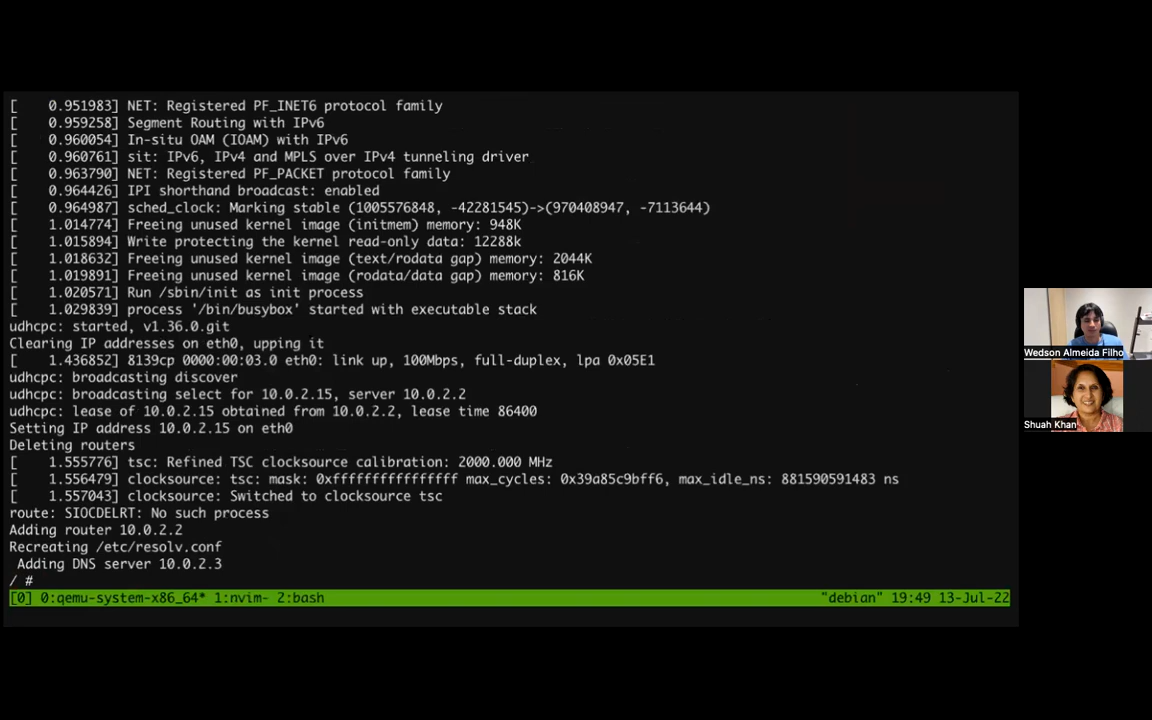 [    0.951983] NET: Registered PF_INET6 protocol family
[    0.959258] Segment Routing with IPv6
[    0.960054] In-situ OAM (IOAM) with IPv6
[    0.960761] sit: IPv6, IPv4 and MPLS over IPv4 tunneling driver
[    0.963790] NET: Registered PF_PACKET protocol family
[    0.964426] IPI shorthand broadcast: enabled
[    0.964987] sched_clock: Marking stable (1005576848, -42281545)->(970408947, -7113644)
[    1.014774] Freeing unused kernel image (initmem) memory: 948K
[    1.015894] Write protecting the kernel read-only data: 12288k
[    1.018632] Freeing unused kernel image (text/rodata gap) memory: 2044K
[    1.019891] Freeing unused kernel image (rodata/data gap) memory: 816K
[    1.020571] Run /sbin/init as init process
[    1.029839] process '/bin/busybox' started with executable stack
udhcpc: started, v1.36.0.git
Clearing IP addresses on eth0, upping it
[    1.436852] 8139cp 0000:00:03.0 eth0: link up, 100Mbps, full-duplex, lpa 0x05E1
udhcpc: broadcasting discover
udhcpc: broadcasting select for 10.0.2.15, server 10.0.2.2
udhcpc: lease of 10.0.2.15 obtained from 10.0.2.2, lease time 86400
Setting IP address 10.0.2.15 on eth0
Deleting routers
[    1.555776] tsc: Refined TSC clocksource calibration: 2000.000 MHz
[    1.556479] clocksource: tsc: mask: 0xffffffffffffffff max_cycles: 0x39a85c9bff6, max_idle_ns: 881590591483 ns
[    1.557043] clocksource: Switched to clocksource tsc
route: SIOCDELRT: No such process
Adding router 10.0.2.2
Recreating /etc/resolv.conf
 Adding DNS server 10.0.2.3
/ #
[0] 0:qemu-system-x86_64* 1:nvim- 2:bash "debian" 19:49 13-Jul-22
Wedson Almeida Filho
Shuah Khan